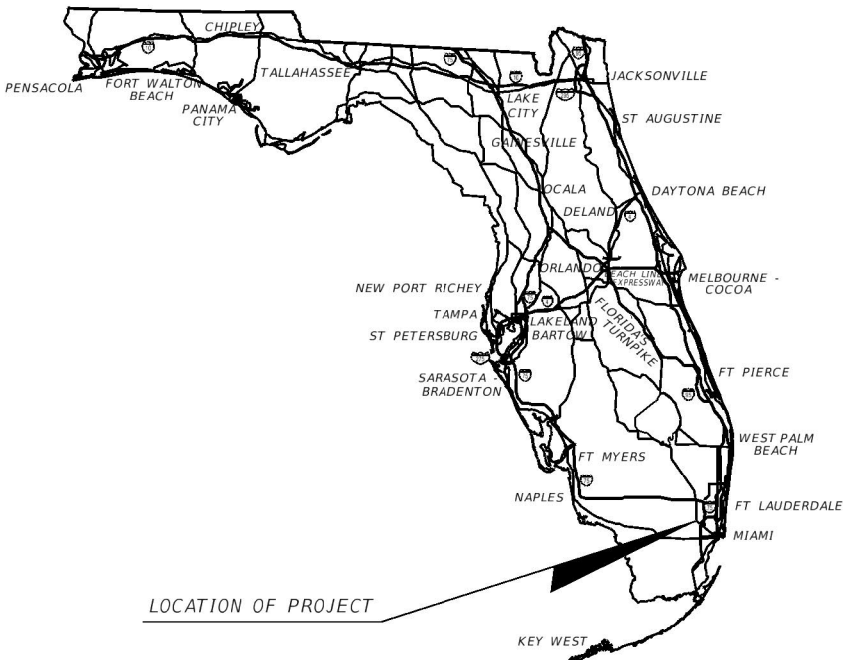 CHIPLEY
PENSACOLA
FORT WALTON
BEACH
PANAMA
CITY
TALLAHASSEE
LAKE
CITY
JACKSONVILLE
ST AUGUSTINE
GAINESVILLE
OCALA
DAYTONA BEACH
DELAND
ORLANDO
BEACH LINE
EXPRESSWAY
MELBOURNE -
COCOA
NEW PORT RICHEY
TAMPA
ST PETERSBURG
LAKELAND
BARTOW
FLORIDA'S
TURNPIKE
SARASOTA -
BRADENTON
FT PIERCE
WEST PALM
BEACH
FT MYERS
NAPLES
FT LAUDERDALE
MIAMI
LOCATION OF PROJECT
KEY WEST